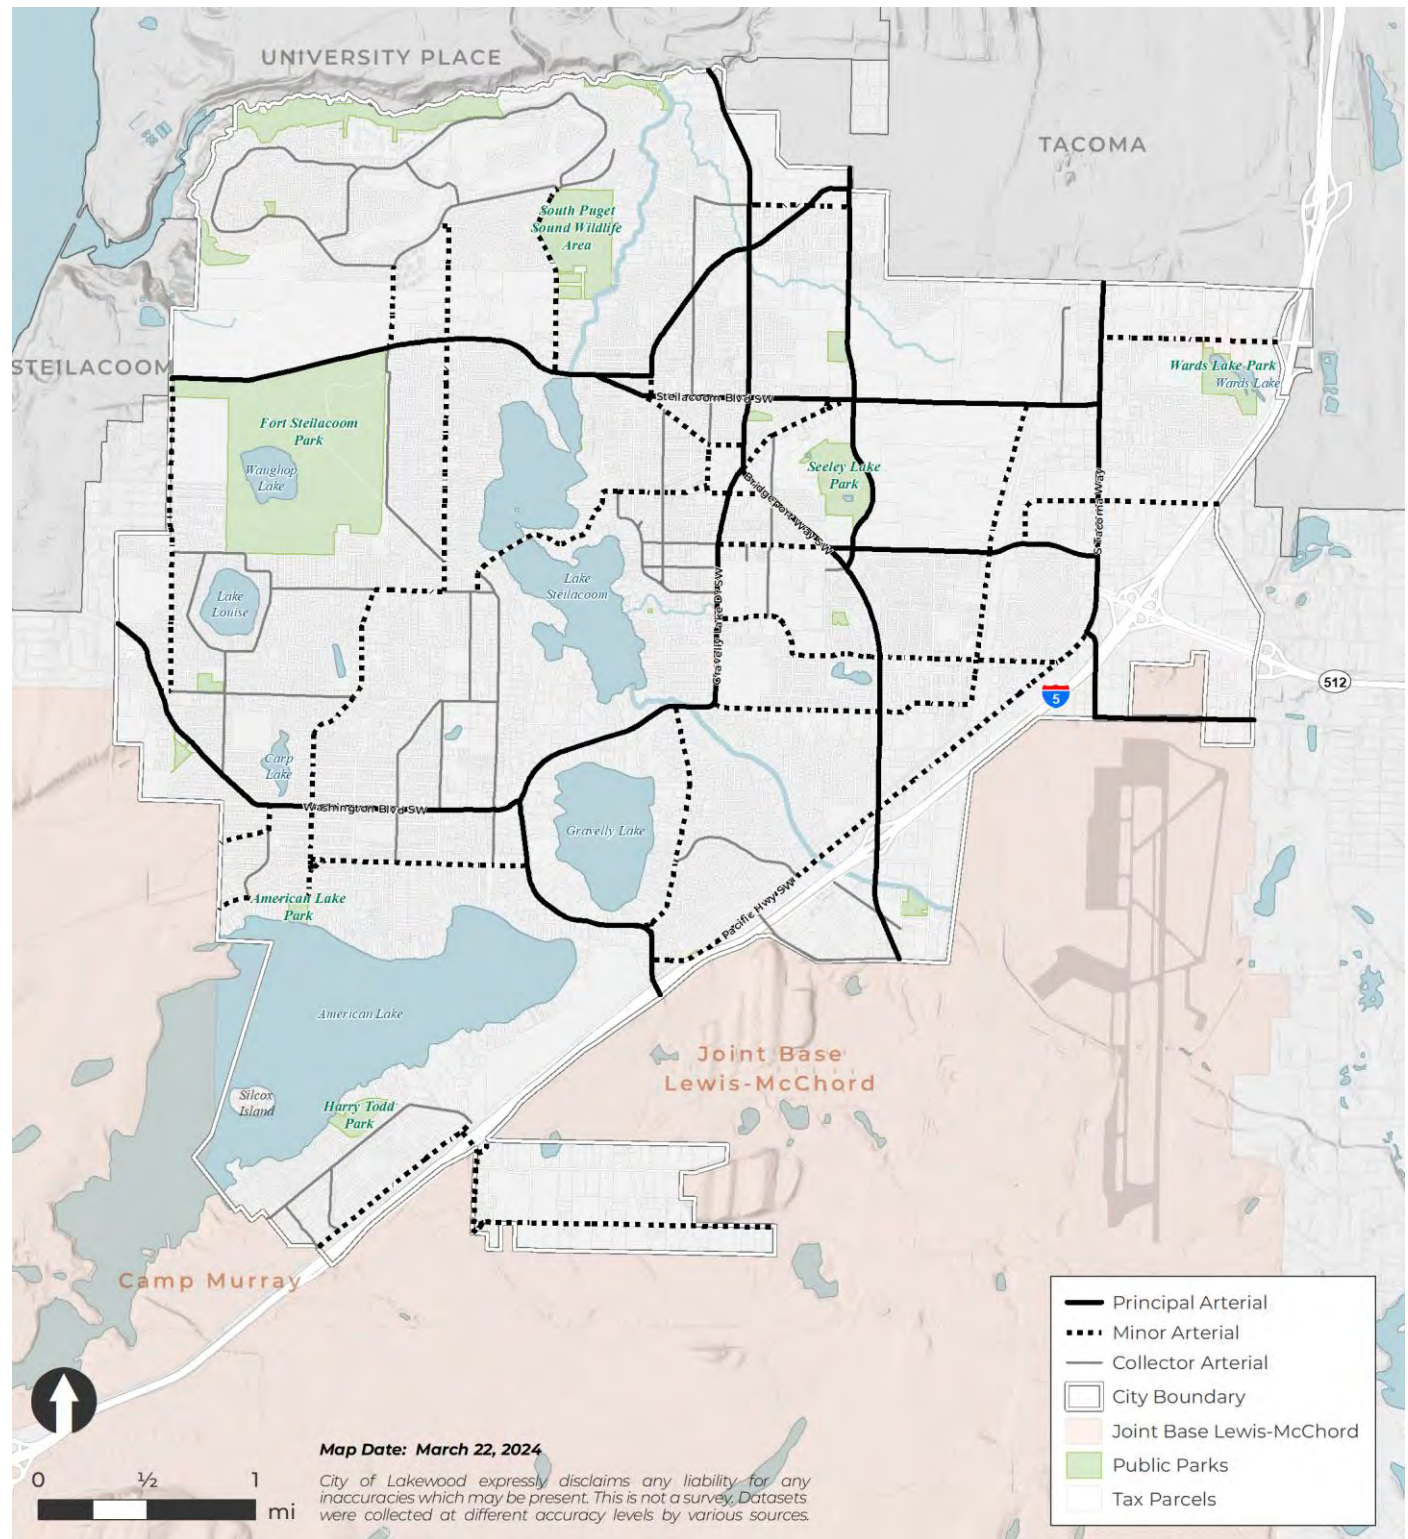 UNIVERSITY PLACE
TACOMA
South Puget
Sound Wildlife
Area
STEILACOOM
Wards Lake Park
Wards Lake
Steilacoom Blvd SW
Fort Steilacoom
Park
Waughop
Lake
Seeley Lake
Park
Bridgeport Way SW
S Tacoma Way
Lake
Louise
Lake
Steilacoom
Gravelly Lake Dr SW
512
5
Carp
Lake
Washington Blvd SW
Gravelly Lake
American Lake
Park
Pacific Hwy SW
American Lake
Joint Base
Lewis-McChord
Silcox
Island
Harry Todd
Park
Camp Murray
Principal Arterial
Minor Arterial
Collector Arterial
City Boundary
Joint Base Lewis-McChord
Public Parks
Tax Parcels
Map Date: March 22, 2024
0 ½ 1
mi
City of Lakewood expressly disclaims any liability for any
inaccuracies which may be present. This is not a survey. Datasets
were collected at different accuracy levels by various sources.